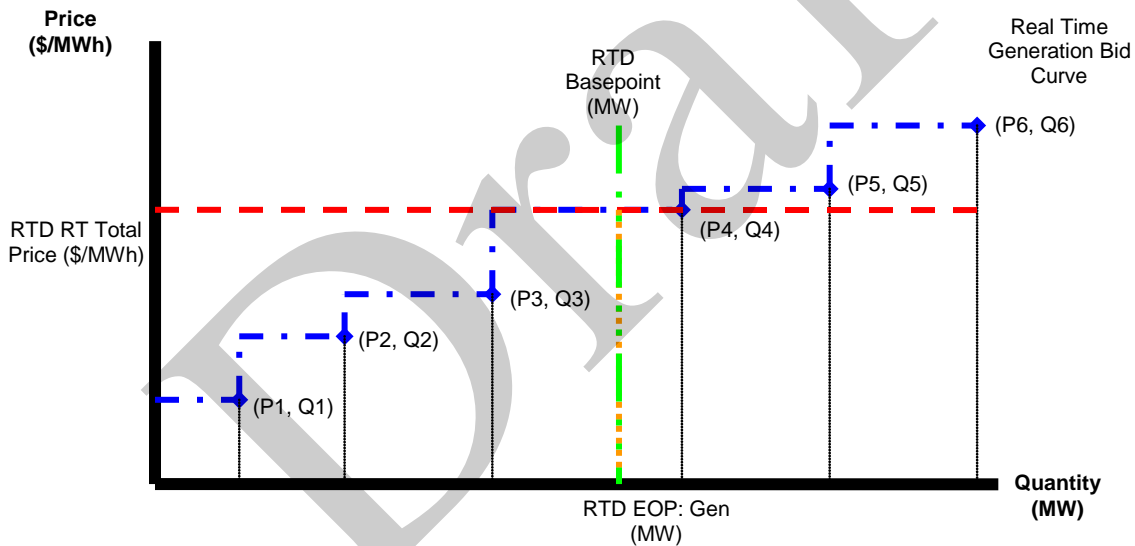 Price
($/MWh)
Real Time
Generation Bid
Curve
RTD
Basepoint
(MW)
(P6, Q6)
(P5, Q5)
RTD RT Total
Price ($/MWh)
(P4, Q4)
(P3, Q3)
(P2, Q2)
(P1, Q1)
Quantity
(MW)
RTD EOP: Gen
(MW)
Dra